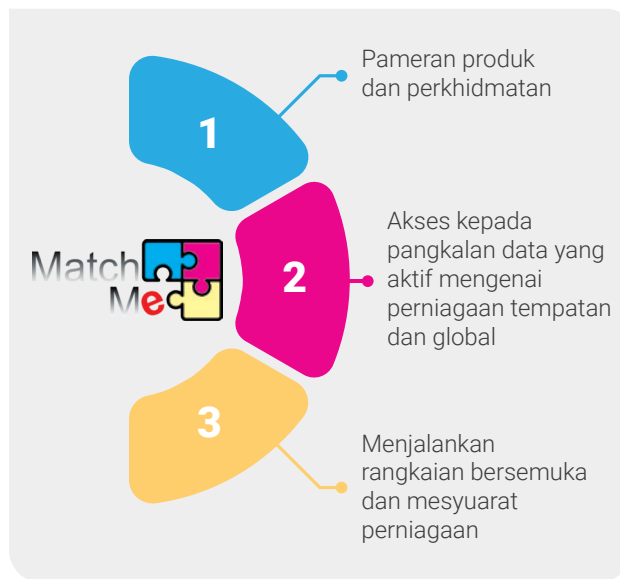 1
Pameran produk
dan perkhidmatan
Match
Me
2
Akses kepada
pangkalan data yang
aktif mengenai
perniagaan tempatan
dan global
3
Menjalankan
rangkaian bersemuka
dan mesyuarat
perniagaan